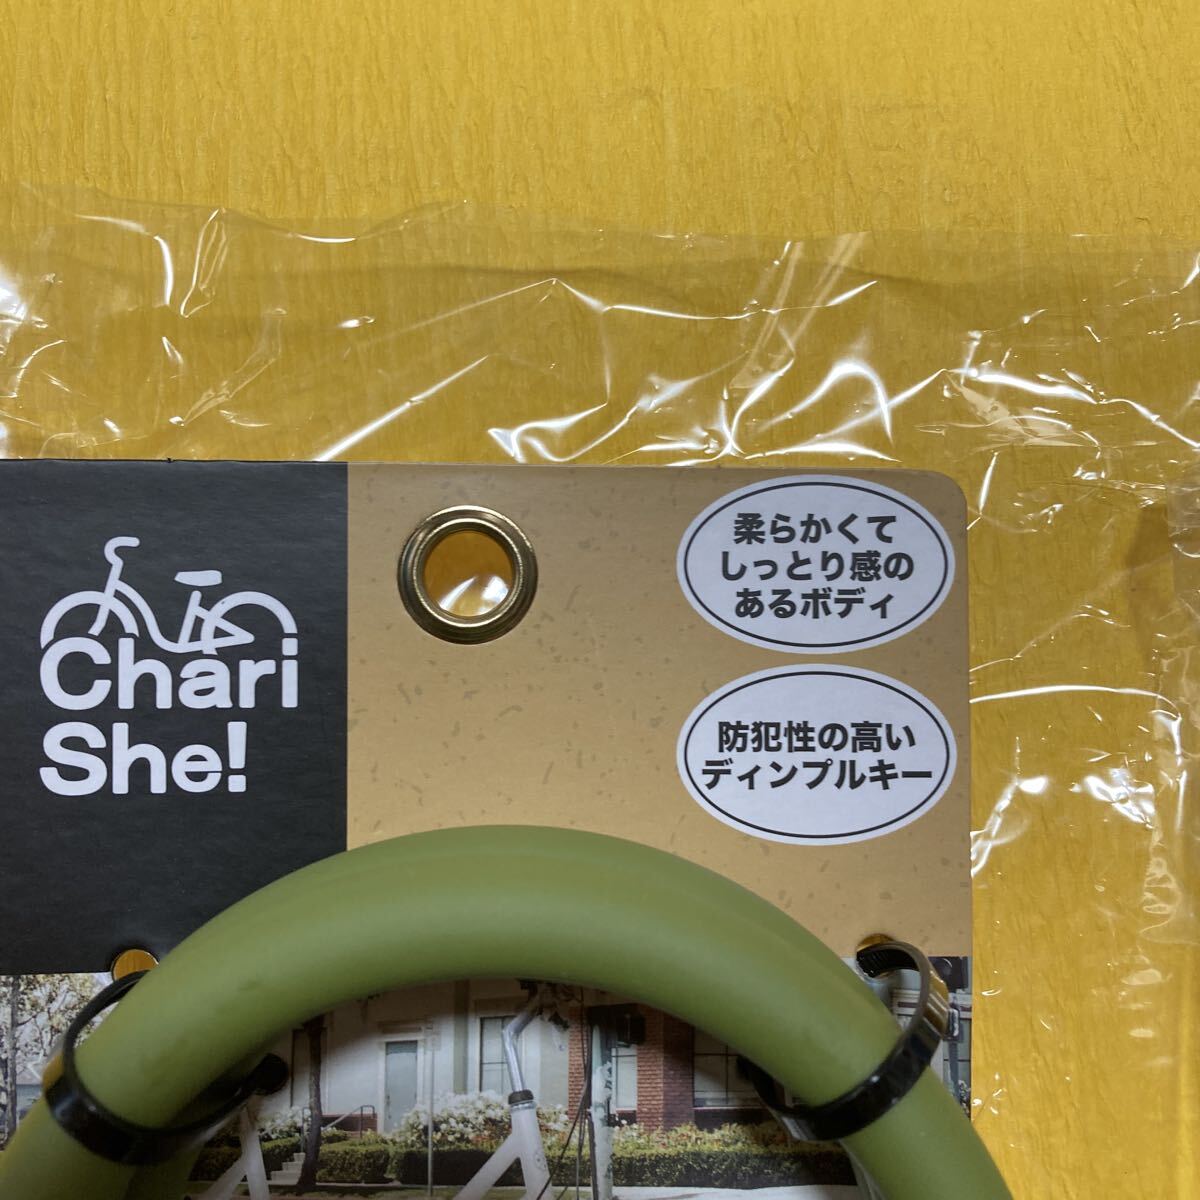 Chari
She!
柔らかくて
しっとり感の
あるボディ
防犯性の高い
ディンプルキー